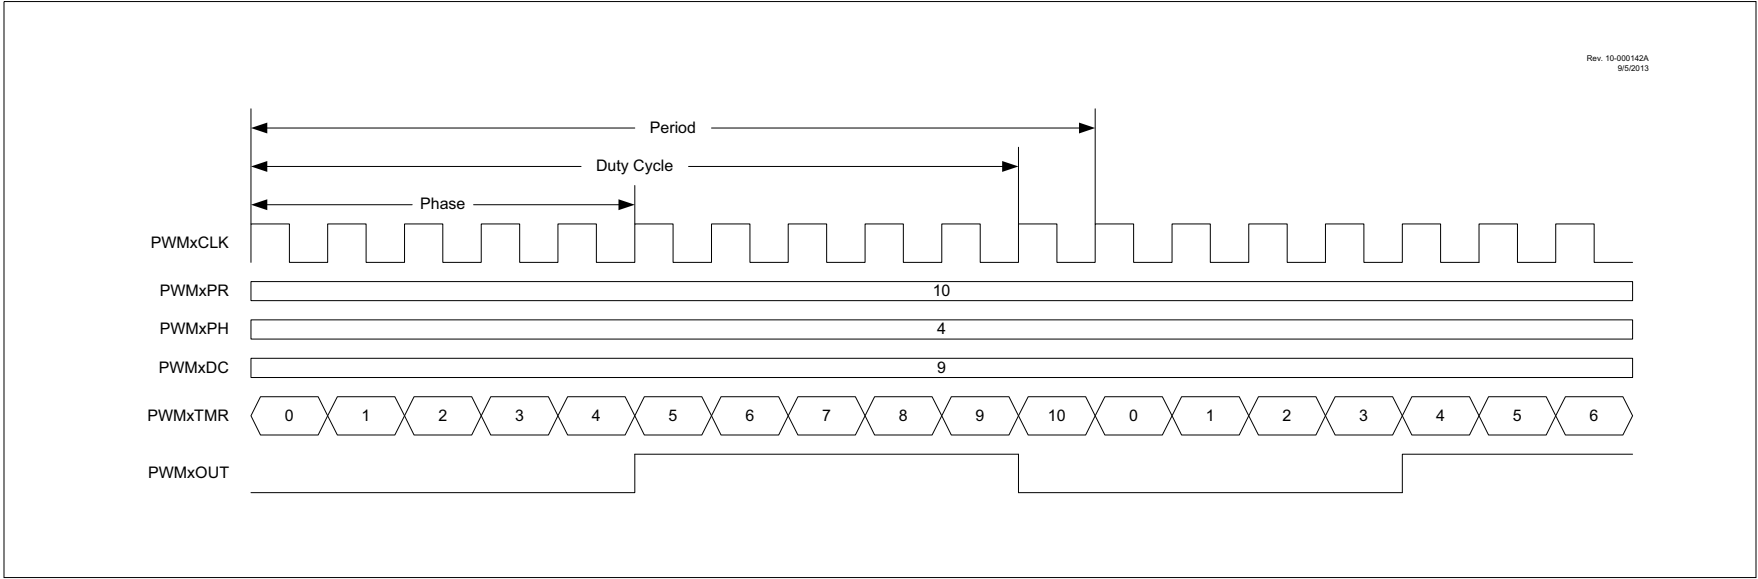 Rev. 10-000142A
9/5/2013
Period
Duty Cycle
Phase
PWMxCLK
PWMxPR 10
PWMxPH 4
PWMxDC 9
PWMxTMR 0 1 2 3 4 5 6 7 8 9 10 0 1 2 3 4 5 6
PWMxOUT